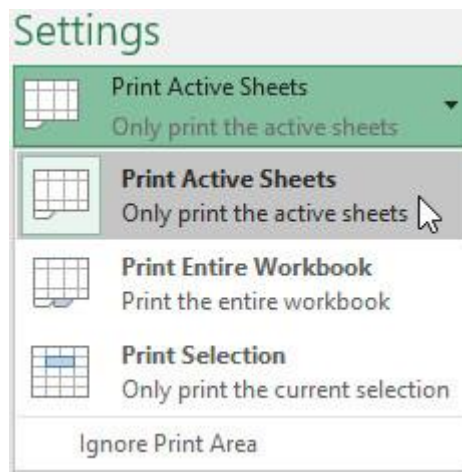 Settings
Print Active Sheets
Only print the active sheets
Print Active Sheets
Only print the active sheets
Print Entire Workbook
Print the entire workbook
Print Selection
Only print the current selection
Ignore Print Area